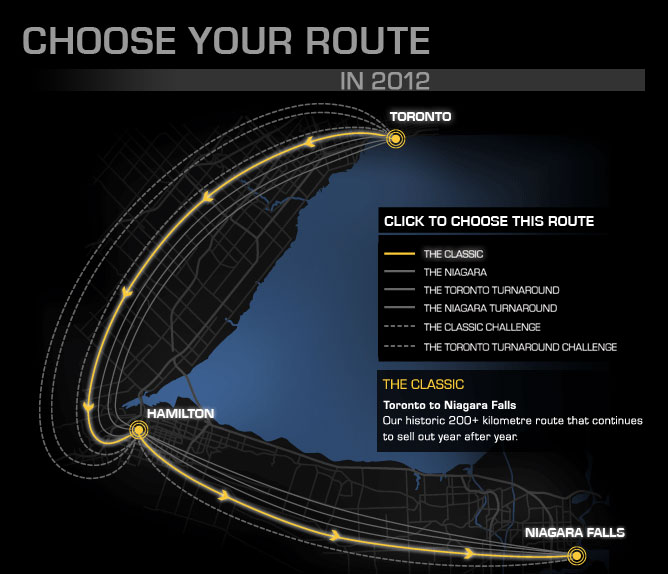 CHOOSE YOUR ROUTE
IN 2012
TORONTO
CLICK TO CHOOSE THIS ROUTE
THE CLASSIC
THE NIAGARA
THE TORONTO TURNAROUND
THE NIAGARA TURNAROUND
THE CLASSIC CHALLENGE
THE TORONTO TURNAROUND CHALLENGE
THE CLASSIC
Toronto to Niagara Falls
Our historic 200+ kilometre route that continues
to sell out year after year.
HAMILTON
NIAGARA FALLS